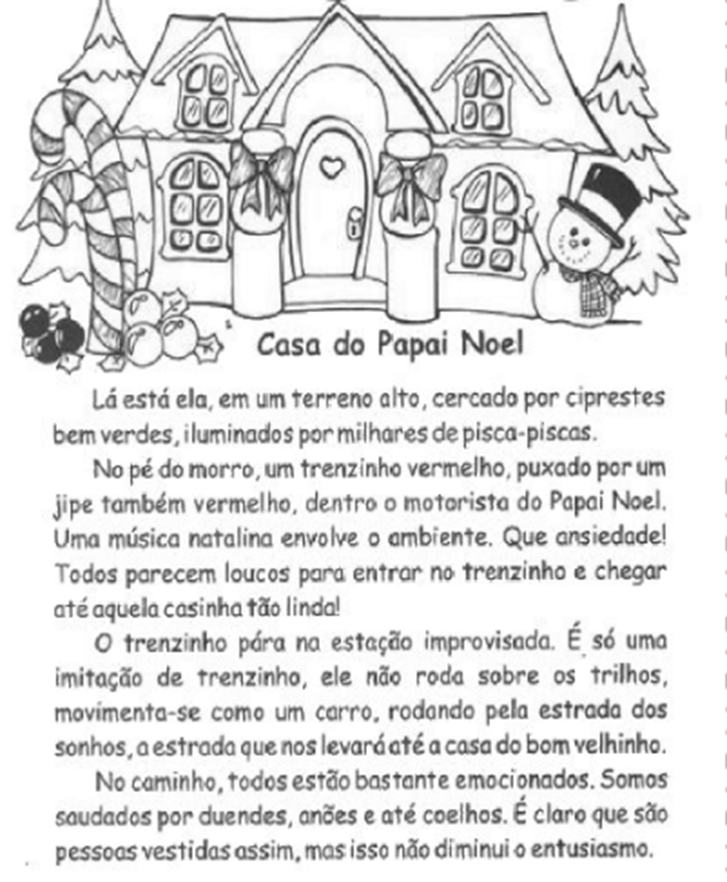 Casa do Papai Noel
Lá está ela, em um terreno alto, cercado por ciprestes
bem verdes, iluminados por milhares de pisca-piscas.
No pé do morro, um trenzinho vermelho, puxado por um
jipe também vermelho, dentro o motorista do Papai Noel.
Uma música natalina envolve o ambiente. Que ansiedade!
Todos parecem loucos para entrar no trenzinho e chegar
até aquela casinha tão linda!
O trenzinho pára na estação improvisada. É só uma
imitação de trenzinho, ele não roda sobre os trilhos,
movimenta-se como um carro, rodando pela estrada dos
sonhos, a estrada que nos levará até a casa do bom velhinho.
No caminho, todos estão bastante emocionados. Somos
saudados por duendes, anões e até coelhos. É claro que são
pessoas vestidas assim, mas isso não diminui o entusiasmo.